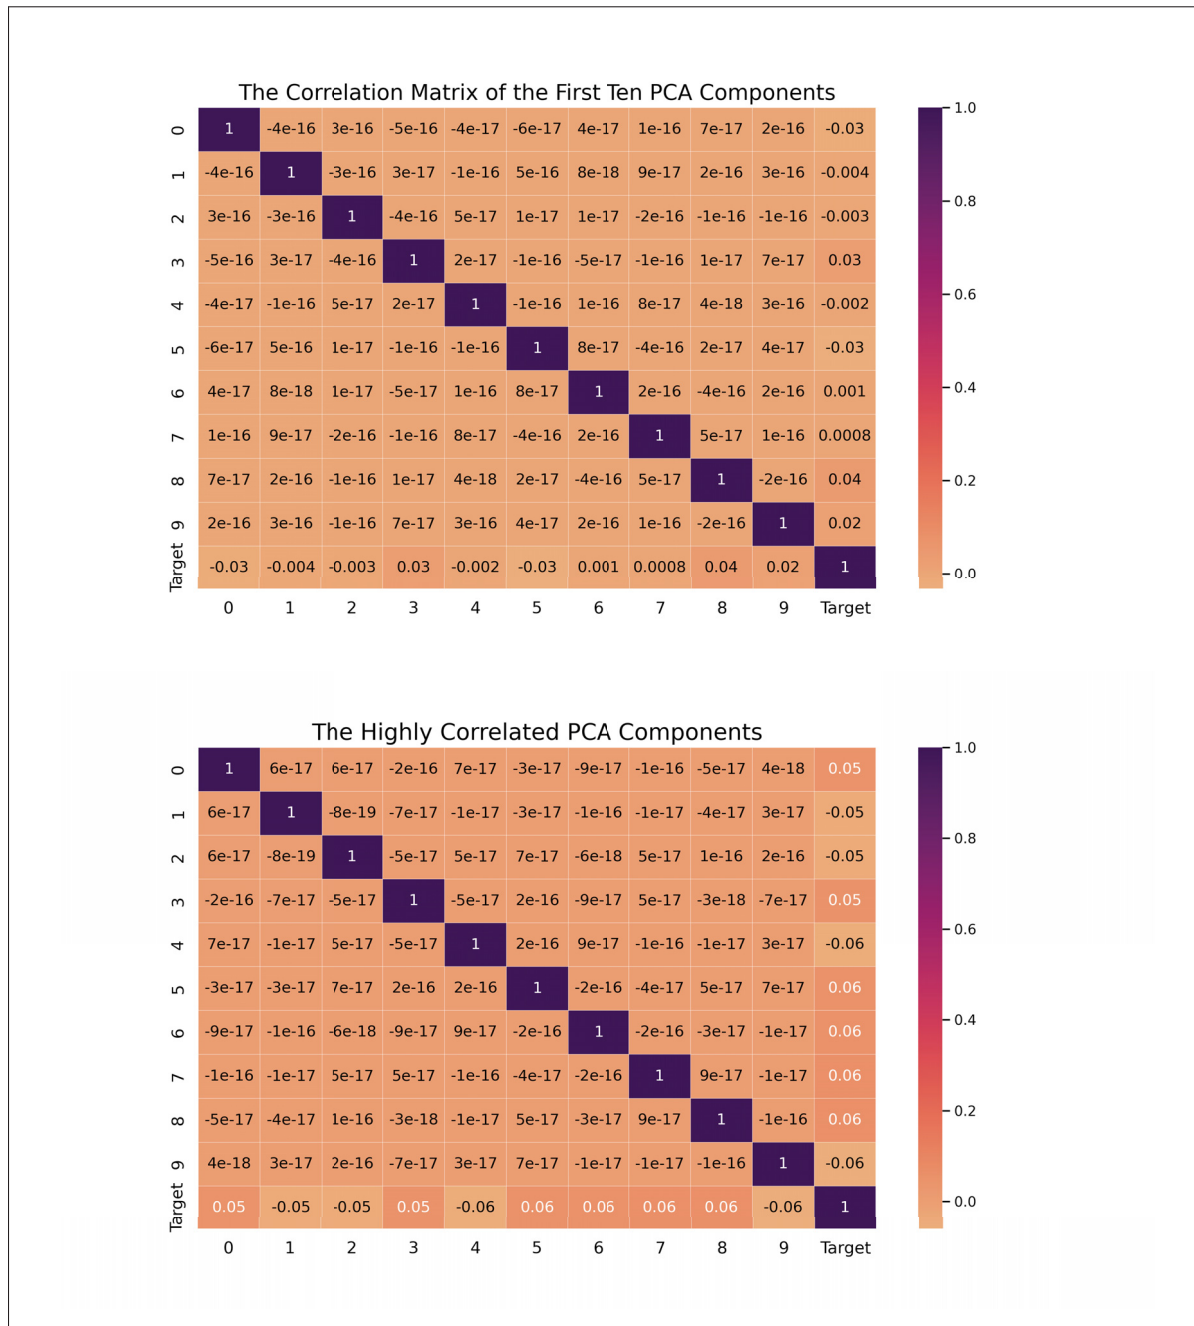 The Correlation Matrix of the First Ten PCA Components
0 1 -4e-16 3e-16 -5e-16 -4e-17 -6e-17 4e-17 1e-16 7e-17 2e-16 -0.03
1 -4e-16 1 -3e-16 3e-17 -1e-16 5e-16 8e-18 9e-17 2e-16 3e-16 -0.004
2 3e-16 -3e-16 1 -4e-16 5e-17 1e-17 1e-17 -2e-16 -1e-16 -1e-16 -0.003
3 -5e-16 3e-17 -4e-16 1 2e-17 -1e-16 -5e-17 -1e-16 1e-17 7e-17 0.03
4 -4e-17 -1e-16 5e-17 2e-17 1 -1e-16 1e-16 8e-17 4e-18 3e-16 -0.002
5 -6e-17 5e-16 1e-17 -1e-16 -1e-16 1 8e-17 -4e-16 2e-17 4e-17 -0.03
6 4e-17 8e-18 1e-17 -5e-17 1e-16 8e-17 1 2e-16 -4e-16 2e-16 0.001
7 1e-16 9e-17 -2e-16 -1e-16 8e-17 -4e-16 2e-16 1 5e-17 1e-16 0.0008
8 7e-17 2e-16 -1e-16 1e-17 4e-18 2e-17 -4e-16 5e-17 1 -2e-16 0.04
9 2e-16 3e-16 -1e-16 7e-17 3e-16 4e-17 2e-16 1e-16 -2e-16 1 0.02
Target -0.03 -0.004 -0.003 0.03 -0.002 -0.03 0.001 0.0008 0.04 0.02 1
0 1 2 3 4 5 6 7 8 9 Target
1.0
0.8
0.6
0.4
0.2
0.0
The Highly Correlated PCA Components
0 1 6e-17 6e-17 -2e-16 7e-17 -3e-17 -9e-17 -1e-16 -5e-17 4e-18 0.05
1 6e-17 1 -8e-19 -7e-17 -1e-17 -3e-17 -1e-16 -1e-17 -4e-17 3e-17 -0.05
2 6e-17 -8e-19 1 -5e-17 5e-17 7e-17 -6e-18 5e-17 1e-16 2e-16 -0.05
3 -2e-16 -7e-17 -5e-17 1 -5e-17 2e-16 -9e-17 5e-17 -3e-18 -7e-17 0.05
4 7e-17 -1e-17 5e-17 -5e-17 1 2e-16 9e-17 -1e-16 -1e-17 3e-17 -0.06
5 -3e-17 -3e-17 7e-17 2e-16 2e-16 1 -2e-16 -4e-17 5e-17 7e-17 0.06
6 -9e-17 -1e-16 -6e-18 -9e-17 9e-17 -2e-16 1 -2e-16 -3e-17 -1e-17 0.06
7 -1e-16 -1e-17 5e-17 5e-17 -1e-16 -4e-17 -2e-16 1 9e-17 -1e-17 0.06
8 -5e-17 -4e-17 1e-16 -3e-18 -1e-17 5e-17 -3e-17 9e-17 1 -1e-16 0.06
9 4e-18 3e-17 2e-16 -7e-17 3e-17 7e-17 -1e-17 -1e-17 -1e-16 1 -0.06
Target 0.05 -0.05 -0.05 0.05 -0.06 0.06 0.06 0.06 0.06 -0.06 1
0 1 2 3 4 5 6 7 8 9 Target
1.0
0.8
0.6
0.4
0.2
0.0